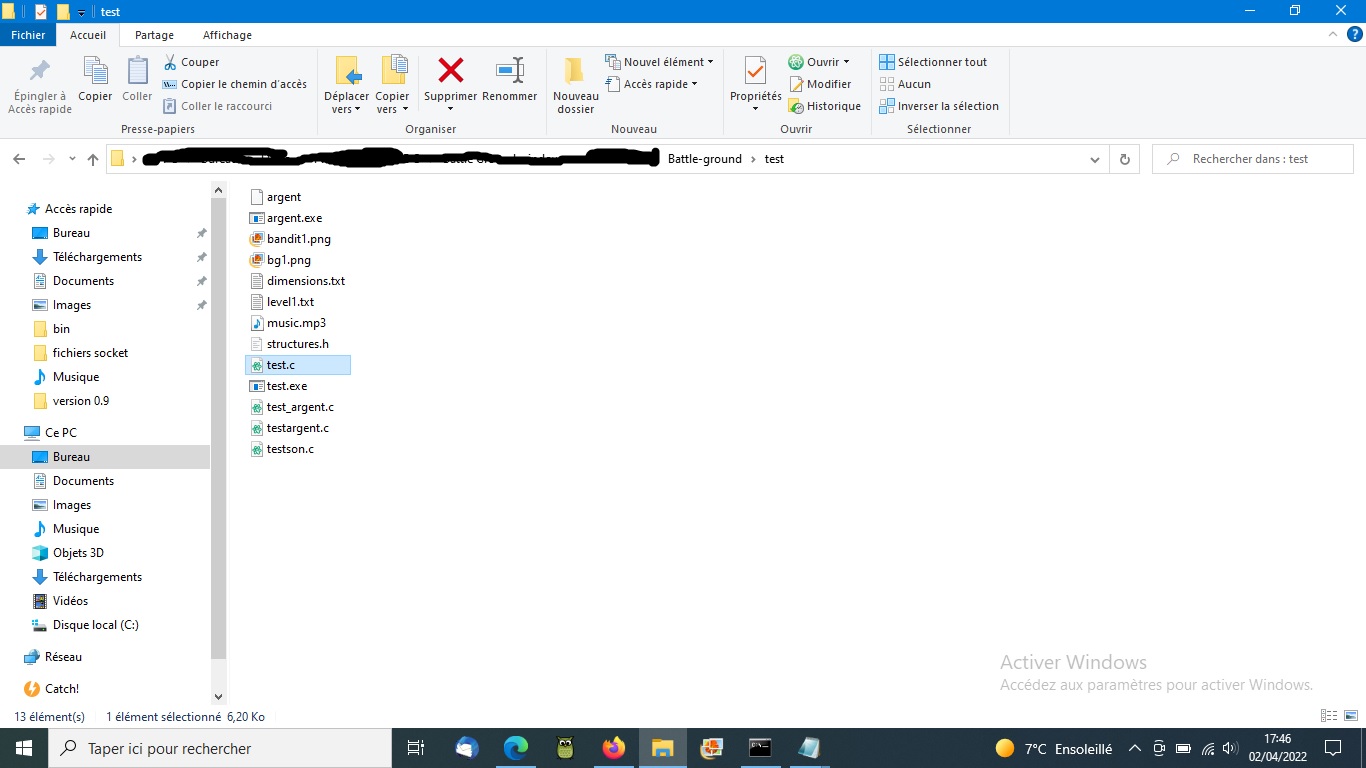 test
Fichier Accueil Partage Affichage
Épingler à Accès rapide
Copier
Coller
Couper
Copier le chemin d'accès
Coller le raccourci
Presse-papiers
Déplacer vers
Copier vers
Supprimer
Renommer
Organiser
Nouveau dossier
Nouvel élément
Accès rapide
Nouveau
Propriétés
Ouvrir
Modifier
Historique
Ouvrir
Sélectionner tout
Aucun
Inverser la sélection
Sélectionner
Battle-ground > test
Rechercher dans : test
Accès rapide
Bureau
Téléchargements
Documents
Images
bin
fichiers socket
Musique
version 0.9
Ce PC
Bureau
Documents
Images
Musique
Objets 3D
Téléchargements
Vidéos
Disque local (C:)
Réseau
Catch!
argent
argent.exe
bandit1.png
bg1.png
dimensions.txt
level1.txt
music.mp3
structures.h
test.c
test.exe
test_argent.c
testargent.c
testson.c
Activer Windows
Accédez aux paramètres pour activer Windows.
13 élément(s) 1 élément sélectionné 6,20 Ko
Taper ici pour rechercher
7°C Ensoleillé
17:46
02/04/2022